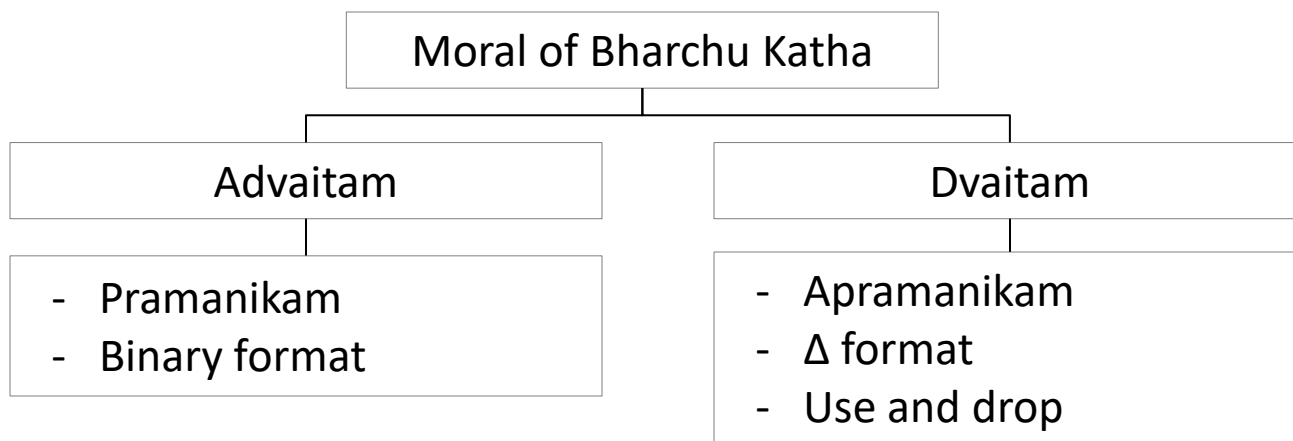 Moral of Bharchu Katha
Advaitam
- Pramanikam
- Binary format
Dvaitam
- Apramanikam
- Δ format
- Use and drop